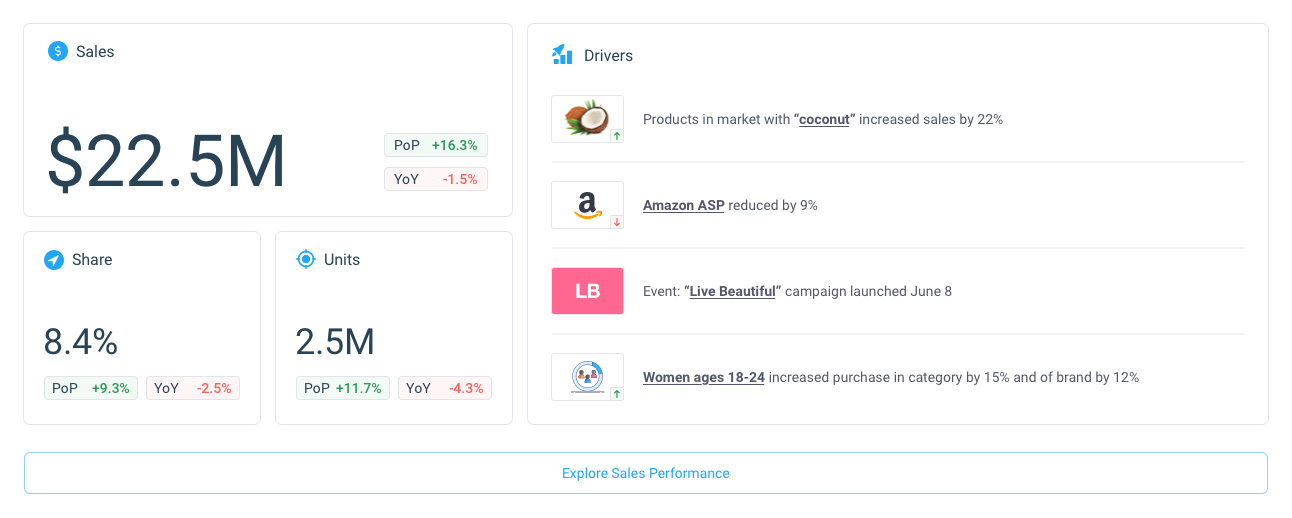 Sales
$22.5M
PoP +16.3%
YoY -1.5%
Share
8.4%
PoP +9.3% YoY -2.5%
Units
2.5M
PoP +11.7% YoY -4.3%
Drivers
Products in market with “coconut” increased sales by 22%
a
Amazon ASP reduced by 9%
LB
Event: “Live Beautiful” campaign launched June 8
Women ages 18-24 increased purchase in category by 15% and of brand by 12%
Explore Sales Performance